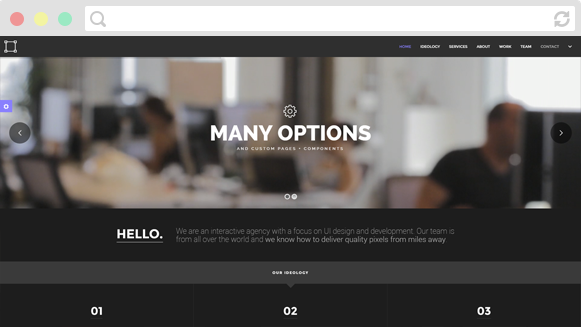 HOME IDEOLOGY SERVICES ABOUT WORK TEAM CONTACT
MANY OPTIONS
AND CUSTOM PAGES + COMPONENTS
HELLO.
We are an interactive agency with a focus on UI design and development. Our team is
from all over the world and we know how to deliver quality pixels from miles away
OUR IDEOLOGY
01 02 03